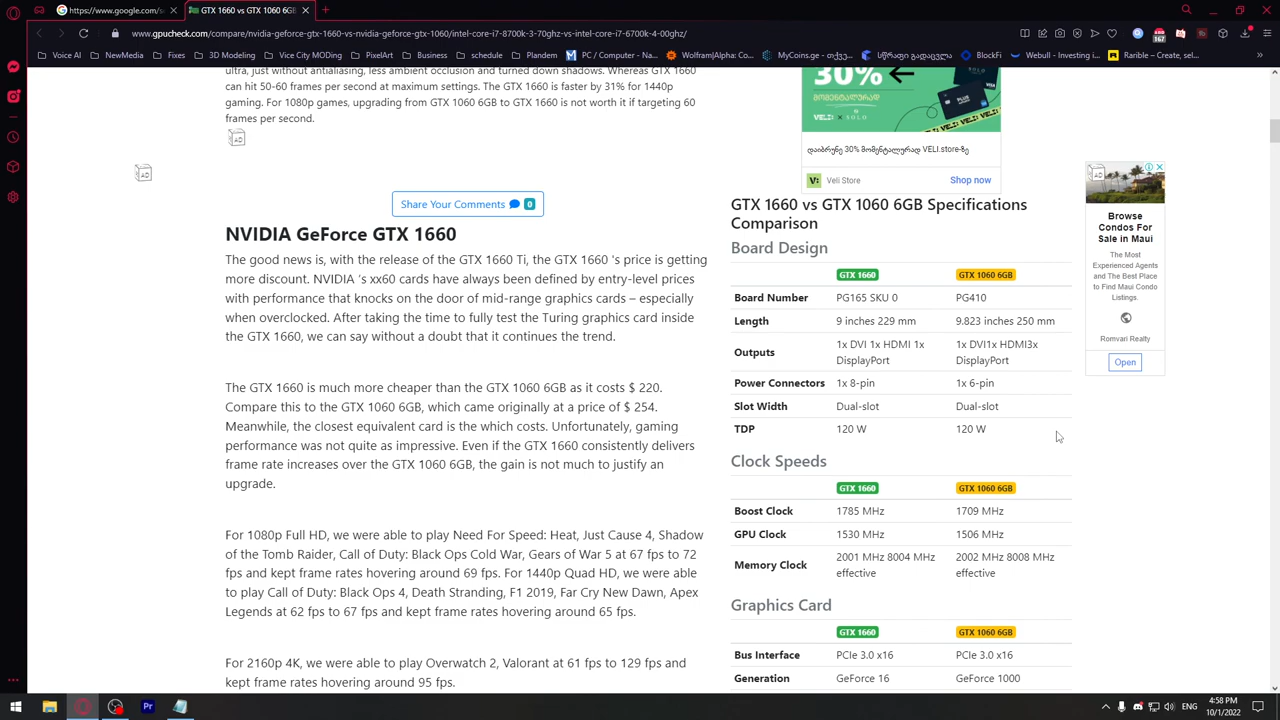 https://www.google.com/s
GTX 1660 vs GTX 1060 6GB
www.gpucheck.com/compare/nvidia-geforce-gtx-1660-vs-nvidia-geforce-gtx-1060/intel-core-i7-8700k-3-70ghz-vs-intel-core-i7-6700k-4-00ghz/
Voice AI
NewMedia
Fixes
3D Modeling
Vice City MODing
PixelArt
Business
schedule
Plandem
PC / Computer - Na...
Wolfram|Alpha: Co...
MyCoins.ge - თქვე...
სწრაფი გადაცვლა
BlockFi
Webull - Investing i...
Rarible – Create, sel...
ultra, just without antialiasing, less ambient occlusion and turned down shadows. Whereas GTX 1660
can hit 50-60 frames per second at maximum settings. The GTX 1660 is faster by 31% for 1440p
gaming. For 1080p games, upgrading from GTX 1060 6GB to GTX 1660 is not worth it if targeting 60
frames per second.
AD
AD
Share Your Comments 0
NVIDIA GeForce GTX 1660
The good news is, with the release of the GTX 1660 Ti, the GTX 1660 's price is getting
more discount. NVIDIA 's xx60 cards have always been defined by entry-level prices
with performance that knocks on the door of mid-range graphics cards – especially
when overclocked. After taking the time to fully test the Turing graphics card inside
the GTX 1660, we can say without a doubt that it continues the trend.
The GTX 1660 is much more cheaper than the GTX 1060 6GB as it costs $ 220.
Compare this to the GTX 1060 6GB, which came originally at a price of $ 254.
Meanwhile, the closest equivalent card is the which costs. Unfortunately, gaming
performance was not quite as impressive. Even if the GTX 1660 consistently delivers
frame rate increases over the GTX 1060 6GB, the gain is not much to justify an
upgrade.
For 1080p Full HD, we were able to play Need For Speed: Heat, Just Cause 4, Shadow
of the Tomb Raider, Call of Duty: Black Ops Cold War, Gears of War 5 at 67 fps to 72
fps and kept frame rates hovering around 69 fps. For 1440p Quad HD, we were able
to play Call of Duty: Black Ops 4, Death Stranding, F1 2019, Far Cry New Dawn, Apex
Legends at 62 fps to 67 fps and kept frame rates hovering around 65 fps.
For 2160p 4K, we were able to play Overwatch 2, Valorant at 61 fps to 129 fps and
kept frame rates hovering around 95 fps.
30%
მომენტალურად
VELI X SOLO
დაიბრუნე 30% მომენტალურად VELI.store-ზე
Veli Store
Shop now
GTX 1660 vs GTX 1060 6GB Specifications
Comparison
Board Design
GTX 1660 GTX 1060 6GB
Board Number PG165 SKU 0 PG410
Length 9 inches 229 mm 9.823 inches 250 mm
Outputs 1x DVI 1x HDMI 1x DisplayPort 1x DVI1x HDMI3x DisplayPort
Power Connectors 1x 8-pin 1x 6-pin
Slot Width Dual-slot Dual-slot
TDP 120 W 120 W
Clock Speeds
GTX 1660 GTX 1060 6GB
Boost Clock 1785 MHz 1709 MHz
GPU Clock 1530 MHz 1506 MHz
Memory Clock 2001 MHz 8004 MHz effective 2002 MHz 8008 MHz effective
Graphics Card
GTX 1660 GTX 1060 6GB
Bus Interface PCIe 3.0 x16 PCIe 3.0 x16
Generation GeForce 16 GeForce 1000
AD
Browse
Condos For
Sale in Maui
The Most
Experienced Agents
and The Best Place
to Find Maui Condo
Listings.
Romvari Realty
Open
Pr
ENG
4:58 PM
10/1/2022